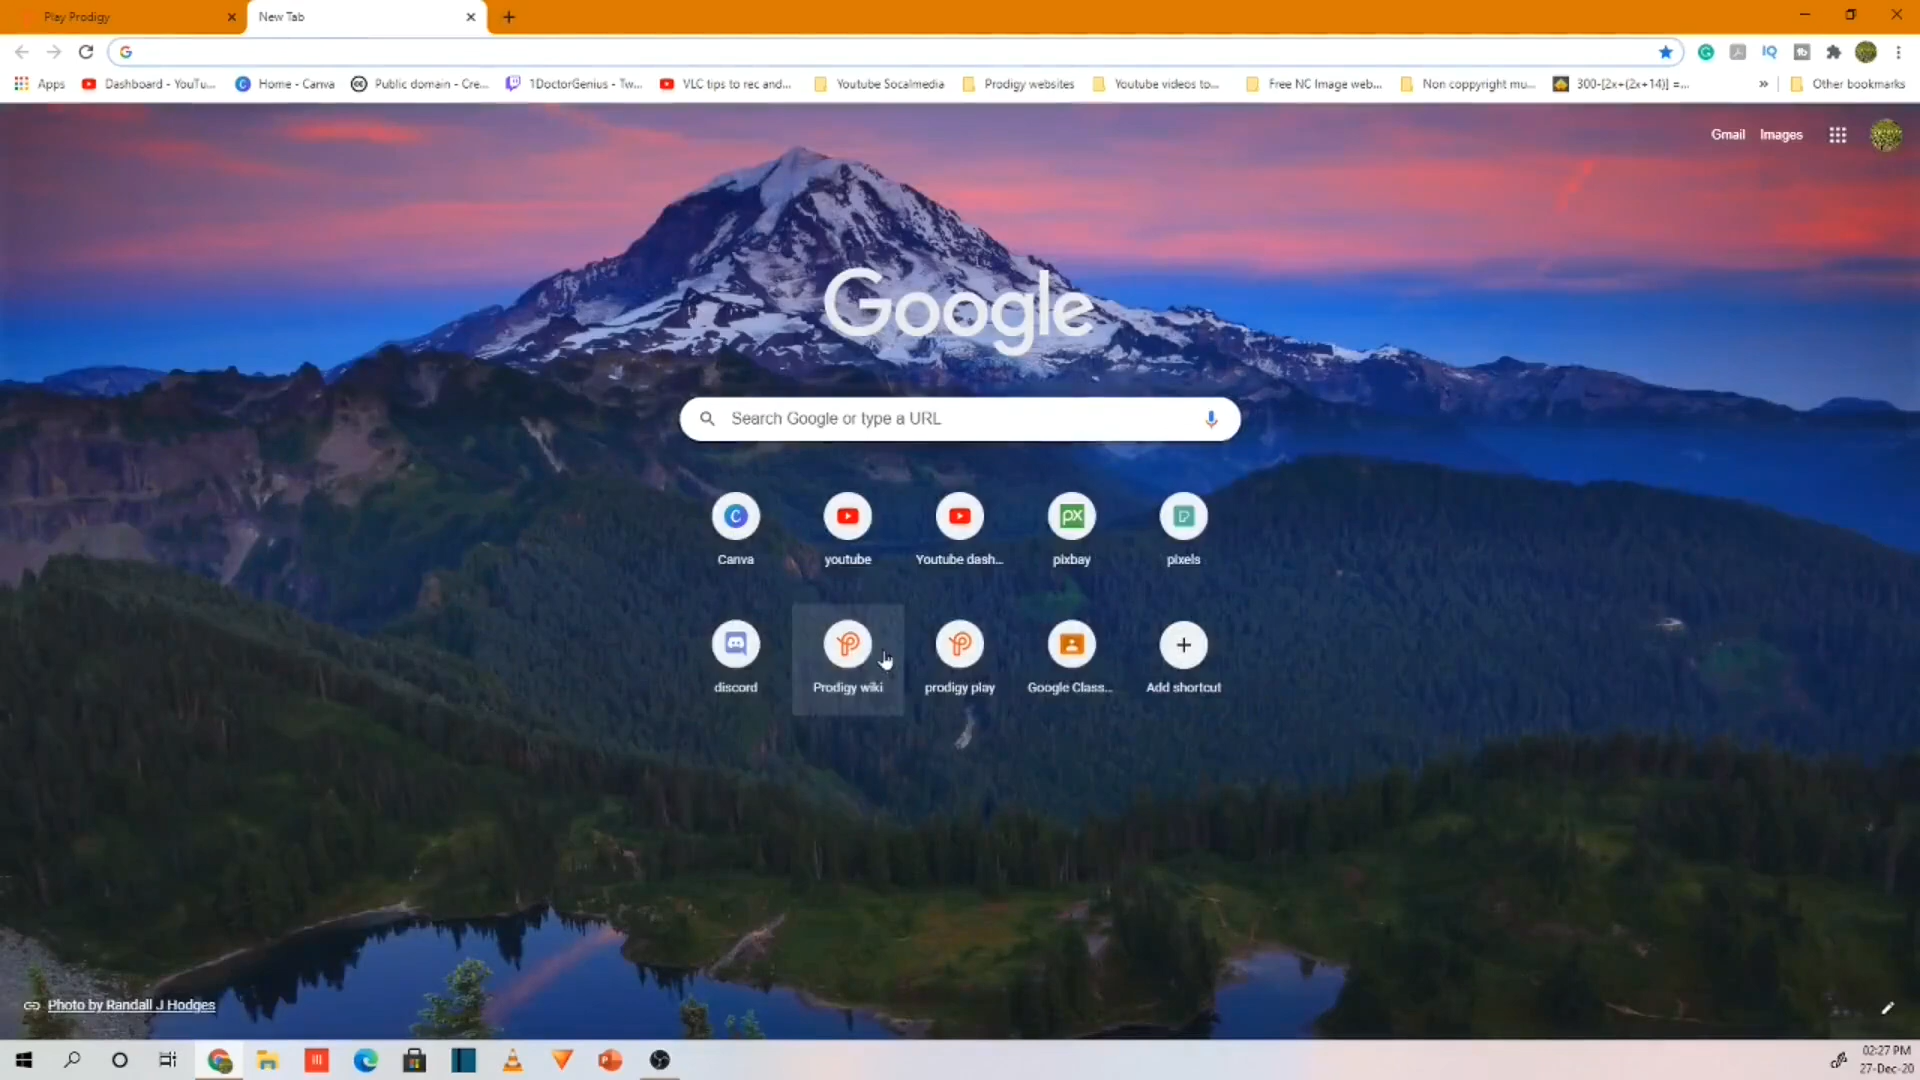 Play Prodigy
New Tab
Apps
Dashboard - YouTu...
Home - Canva
Public domain - Cre...
1DoctorGenius - Tw...
VLC tips to rec and...
Youtube Socalmedia
Prodigy websites
Youtube videos to...
Free NC Image web...
Non coppyright mu...
300-[2x+(2x+14)] =...
»
Other bookmarks
Gmail
Images
Google
Search Google or type a URL
Canva
youtube
Youtube dash...
pixbay
pixels
discord
Prodigy wiki
prodigy play
Google Class...
Add shortcut
Photo by Randall J Hodges
02:27 PM
27-Dec-20